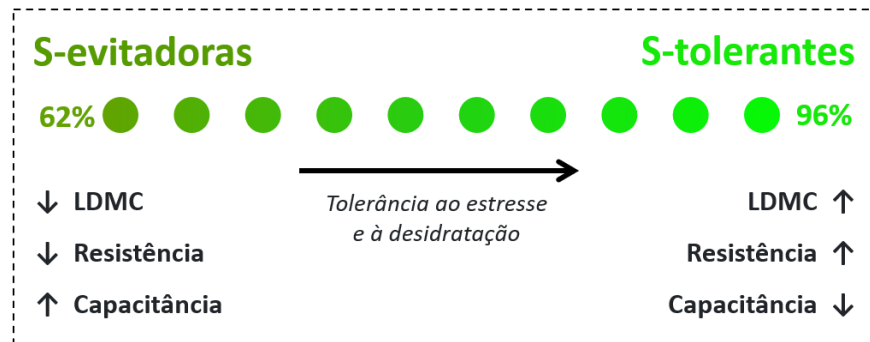 S-evitadoras S-tolerantes
62% 96%
↓ LDMC Tolerância ao estresse LDMC ↑
e à desidratação
↓ Resistência Resistência ↑
↑ Capacitância Capacitância ↓